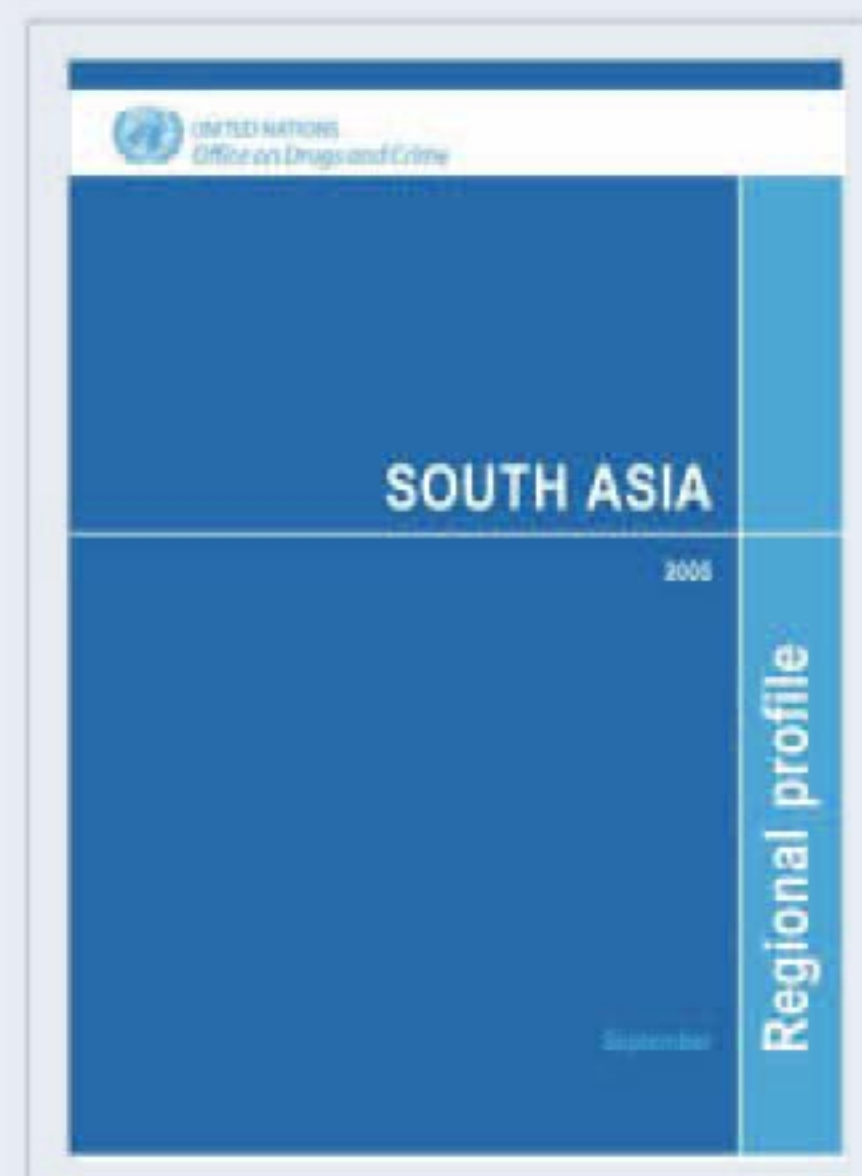 UNITED NATIONS
Office on Drugs and Crime
SOUTH ASIA
2005
Regional profile
September